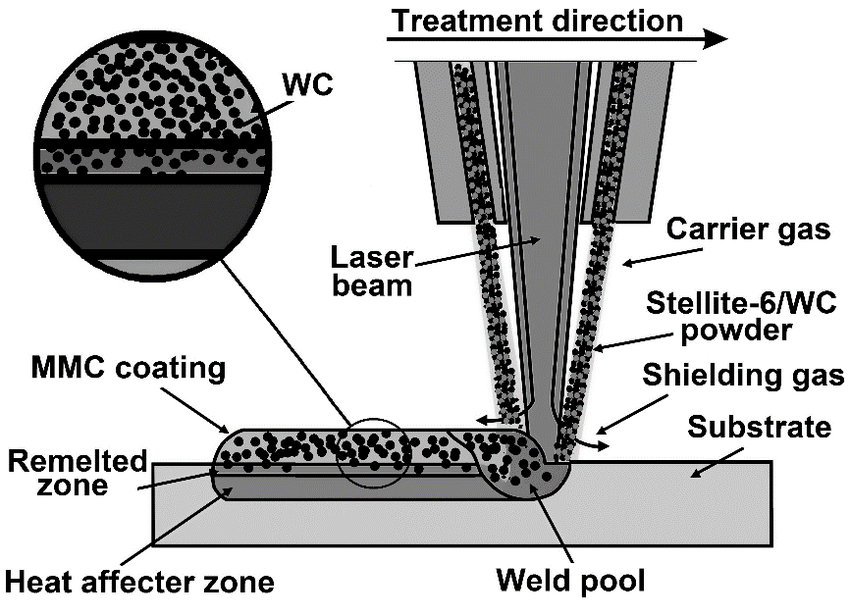 Treatment direction
WC
Carrier gas
Laser
beam
Stellite-6/WC
powder
MMC coating
Shielding gas
Substrate
Remelted
zone
Heat affecter zone
Weld pool